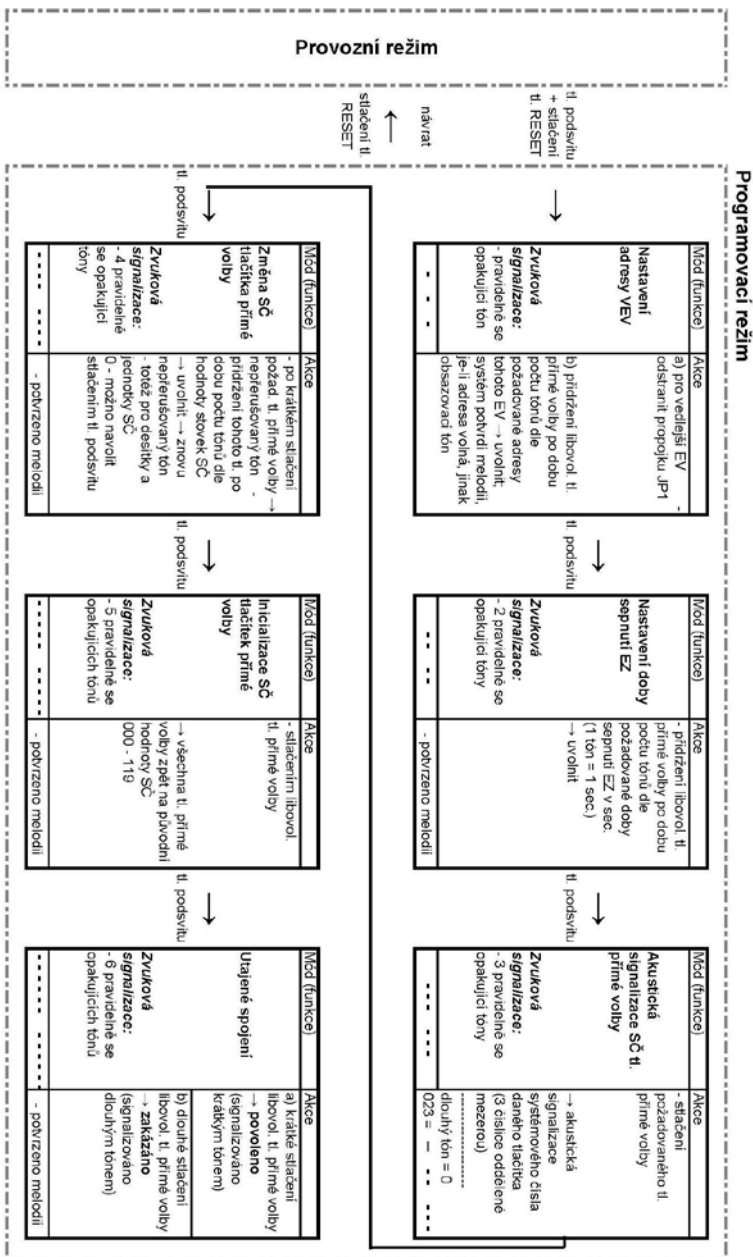 Programovací režim
Provozní režim
tl. podsvitu
+ stlačení
tl. RESET
návrat
stlačení tl.
RESET
Mód (funkce)
Akce
Nastavení
adresy VEV
Zvuková
signalizace:
- pravidelně se
opakující tón
- - -
a) pro vedlejší EV -
odstranit propojku JP1
b) přidržení libovol. tl.
přímé volby po dobu
počtu tónů dle
požadované adresy
tohoto EV → uvolnit;
systém potvrdí melodií,
je-li adresa volná, jinak
obsazovací tón
tl. podsvitu
Mód (funkce)
Akce
Nastavení doby
sepnutí EZ
Zvuková
signalizace:
- 2 pravidelně se
opakující tóny
-- --
- přidržení libovol. tl.
přímé volby po dobu
počtu tónů dle
požadované doby
sepnutí EZ v sec.
(1 tón = 1 sec.)
→ uvolnit
- potvrzeno melodií
tl. podsvitu
Mód (funkce)
Akce
Akustická
signalizace SČ tl.
přímé volby
Zvuková
signalizace:
- 3 pravidelně se
opakující tóny
--- ---
- stlačení
požadovaného tl.
přímé volby
→ akustická
signalizace
systémového čísla
daného tlačítka
(3 číslice oddělené
mezerou)
dlouhý tón = 0
023 = — -- ---
tl. podsvitu
Mód (funkce)
Akce
Změna SČ
tlačítka přímé
volby
Zvuková
signalizace:
- 4 pravidelně
se opakující
tóny
---- ----
- po krátkém stlačení
požad. tl. přímé volby →
nepřerušovaný tón -
přidržení tohoto tl. po
dobu počtu tónů dle
hodnoty stovek SČ
→ uvolnit → znovu
nepřerušovaný tón
- totéž pro desítky a
jednotky SČ
0 - možno navolit
stlačením tl. podsvitu
- potvrzeno melodií
tl. podsvitu
Mód (funkce)
Akce
Inicializace SČ
tlačítek přímé
volby
Zvuková
signalizace:
- 5 pravidelně se
opakujících tónů
----- -----
- stlačením libovol.
tl. přímé volby
→ všechna tl. přímé
volby zpět na původní
hodnoty SČ
000 - 119
- potvrzeno melodií
tl. podsvitu
Mód (funkce)
Akce
Utajené spojení
Zvuková
signalizace:
- 6 pravidelně se
opakujících tónů
------ ------
a) krátké stlačení
libovol. tl. přímé volby
→ povoleno
(signalizováno
krátkým tónem)
b) dlouhé stlačení
libovol. tl. přímé volby
→ zakázáno
(signalizováno
dlouhým tónem)
- potvrzeno melodií